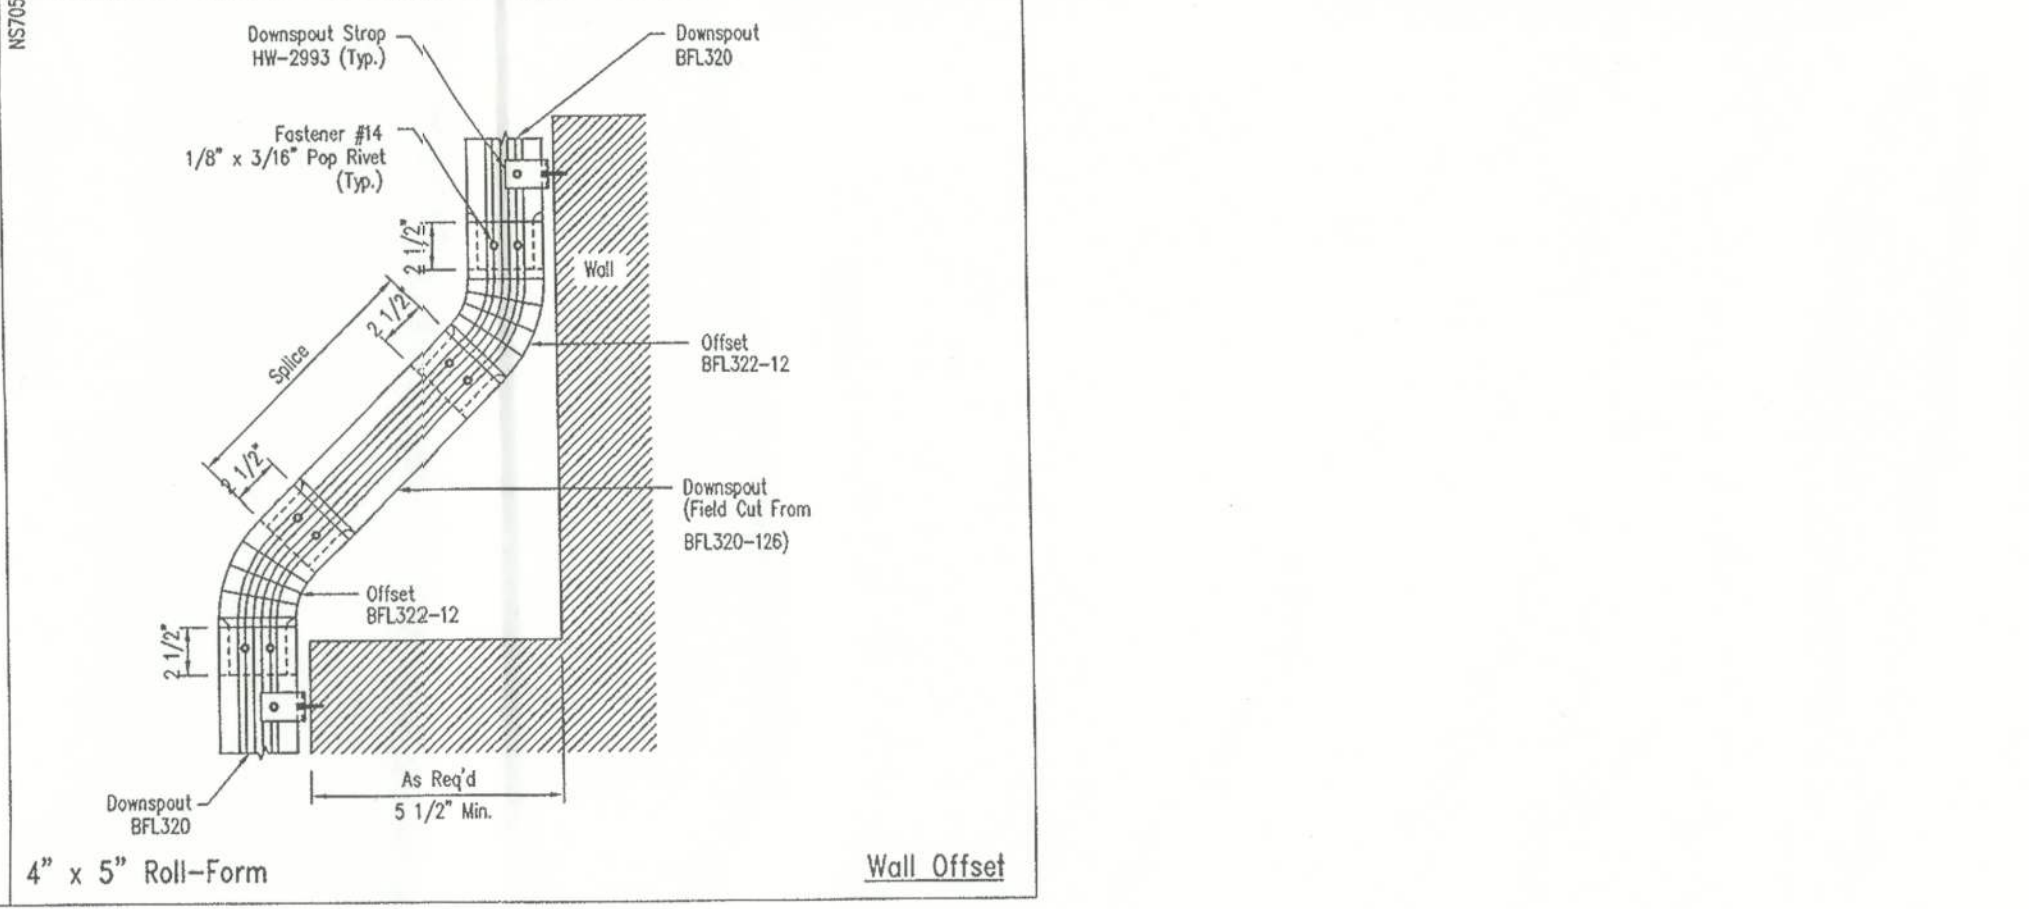 NS705
Downspout Strap
HW-2993 (Typ.)
Downspout
BFL320
Fastener #14
1/8" x 3/16" Pop Rivet
(Typ.)
2 1/2"
Wall
2 1/2"
Splice
Offset
BFL322-12
2 1/2"
Downspout
(Field Cut From
BFL320-126)
Offset
BFL322-12
2 1/2"
As Req'd
5 1/2" Min.
Downspout
BFL320
4" x 5" Roll-Form
Wall Offset